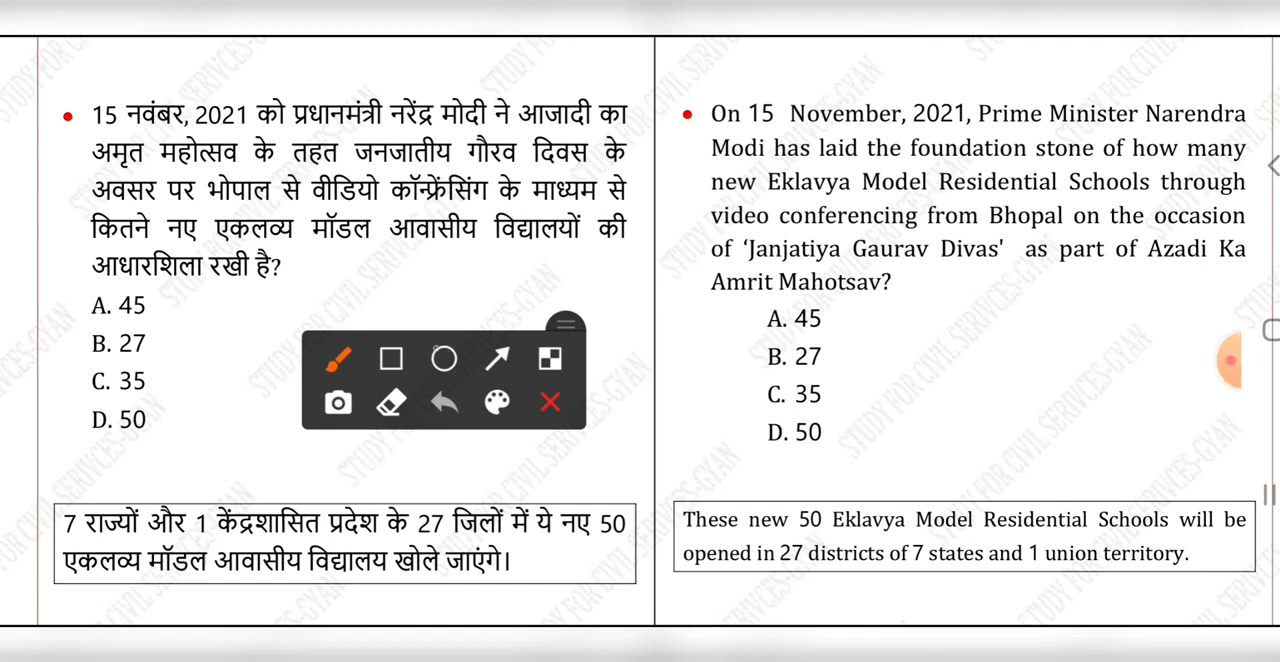 • 15 नवंबर, 2021 को प्रधानमंत्री नरेंद्र मोदी ने आजादी का
अमृत महोत्सव के तहत जनजातीय गौरव दिवस के
अवसर पर भोपाल से वीडियो कॉन्फ्रेंसिंग के माध्यम से
कितने नए एकलव्य मॉडल आवासीय विद्यालयों की
आधारशिला रखी है?
A. 45
B. 27
C. 35
D. 50
7 राज्यों और 1 केंद्रशासित प्रदेश के 27 जिलों में ये नए 50
एकलव्य मॉडल आवासीय विद्यालय खोले जाएंगे।
• On 15 November, 2021, Prime Minister Narendra
Modi has laid the foundation stone of how many
new Eklavya Model Residential Schools through
video conferencing from Bhopal on the occasion
of ‘Janjatiya Gaurav Divas' as part of Azadi Ka
Amrit Mahotsav?
A. 45
B. 27
C. 35
D. 50
These new 50 Eklavya Model Residential Schools will be
opened in 27 districts of 7 states and 1 union territory.
STUDY FOR CIVIL SERIVCES-GYAN